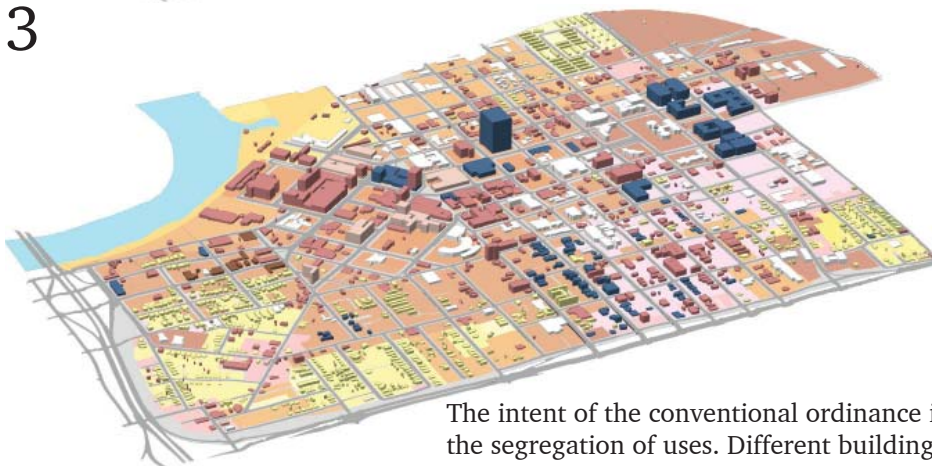 3
The intent of the conventional ordinance i
the segregation of uses. Different building